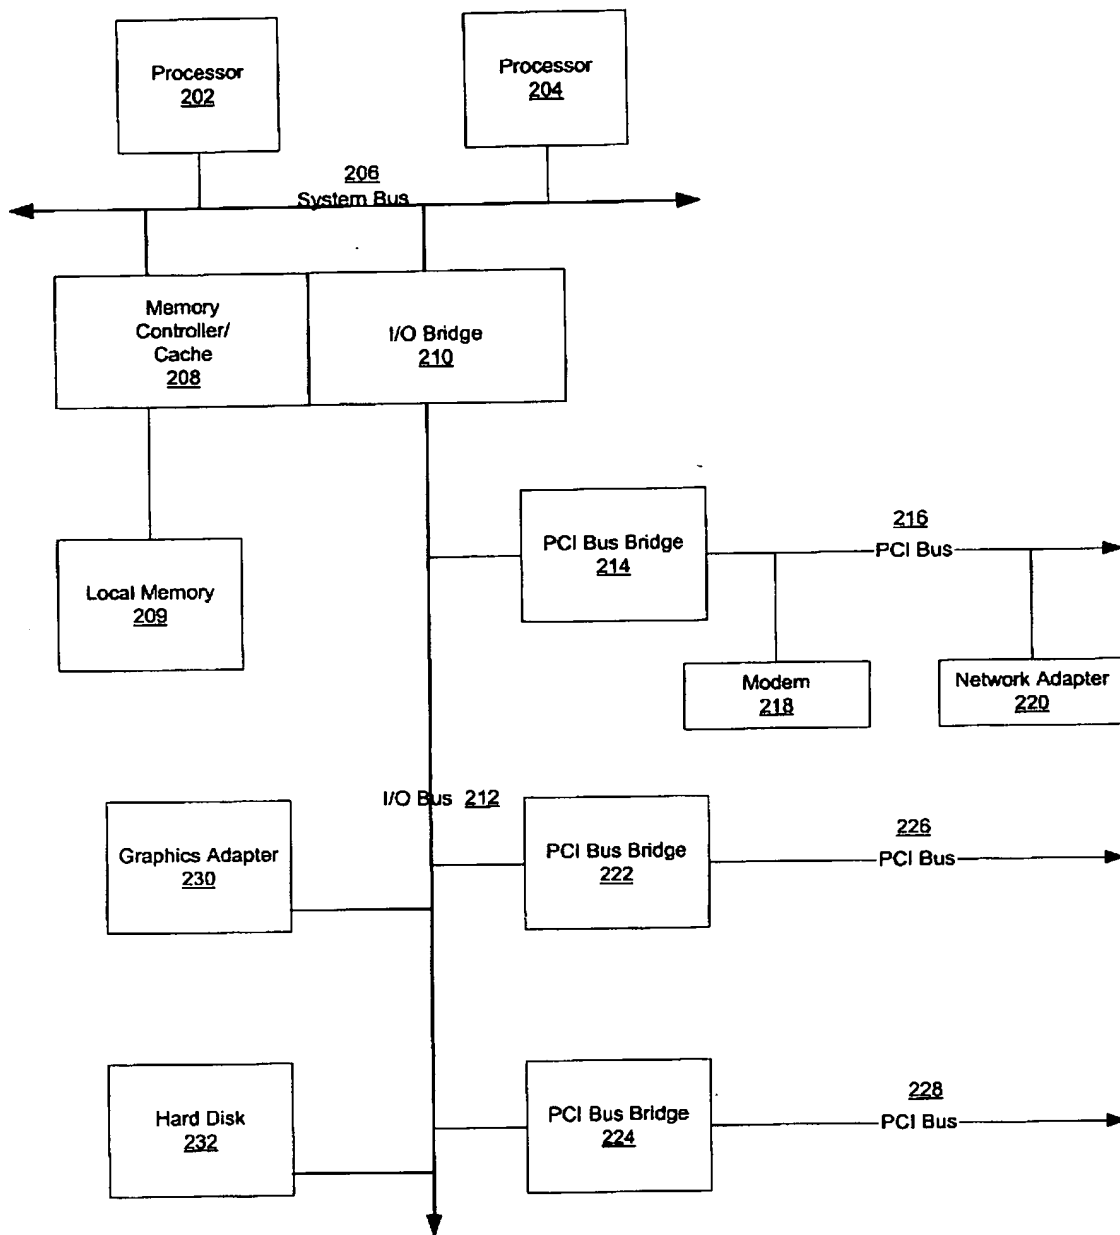 Processor
202
Processor
204
206
System Bus
Memory
Controller/
Cache
208
I/O Bridge
210
PCI Bus Bridge
214
216
PCI Bus
Local Memory
209
Modem
218
Network Adapter
220
I/O Bus 212
Graphics Adapter
230
PCI Bus Bridge
222
226
PCI Bus
Hard Disk
232
PCI Bus Bridge
224
228
PCI Bus